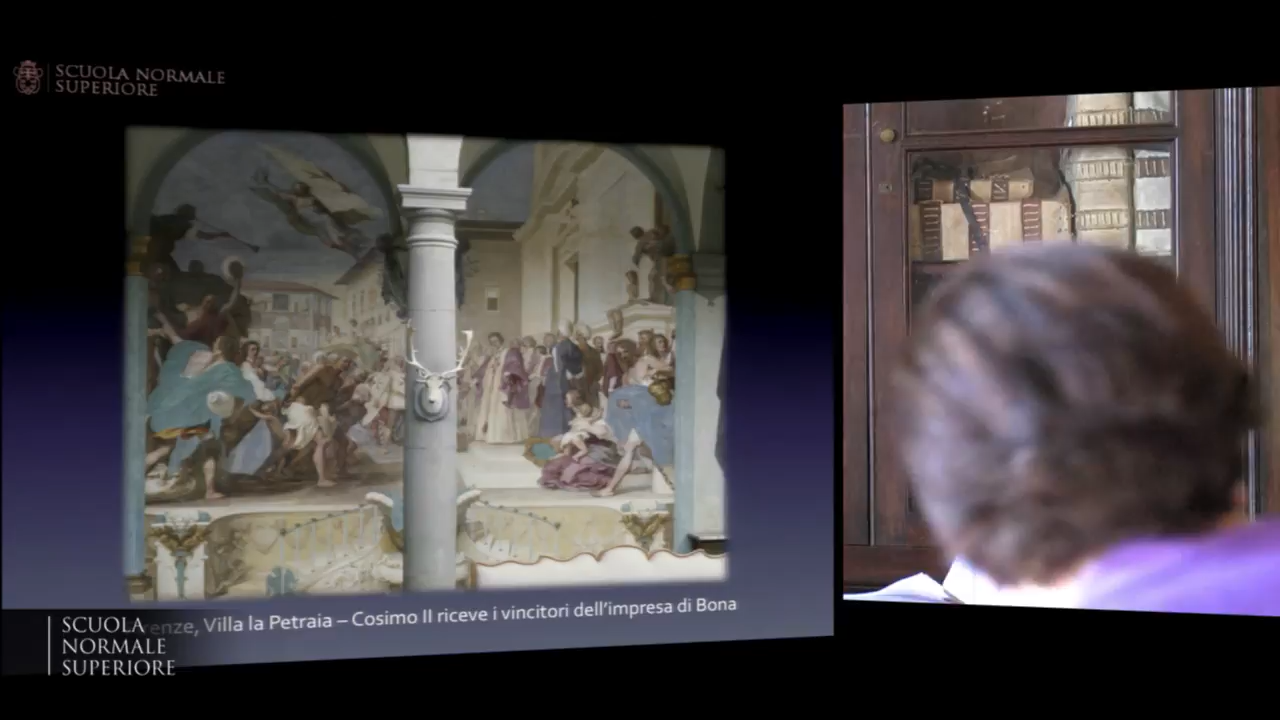 SCUOLA NORMALE
SUPERIORE
enze, Villa la Petraia – Cosimo II riceve i vincitori dell'impresa di Bona
SCUOLA
NORMALE
SUPERIORE